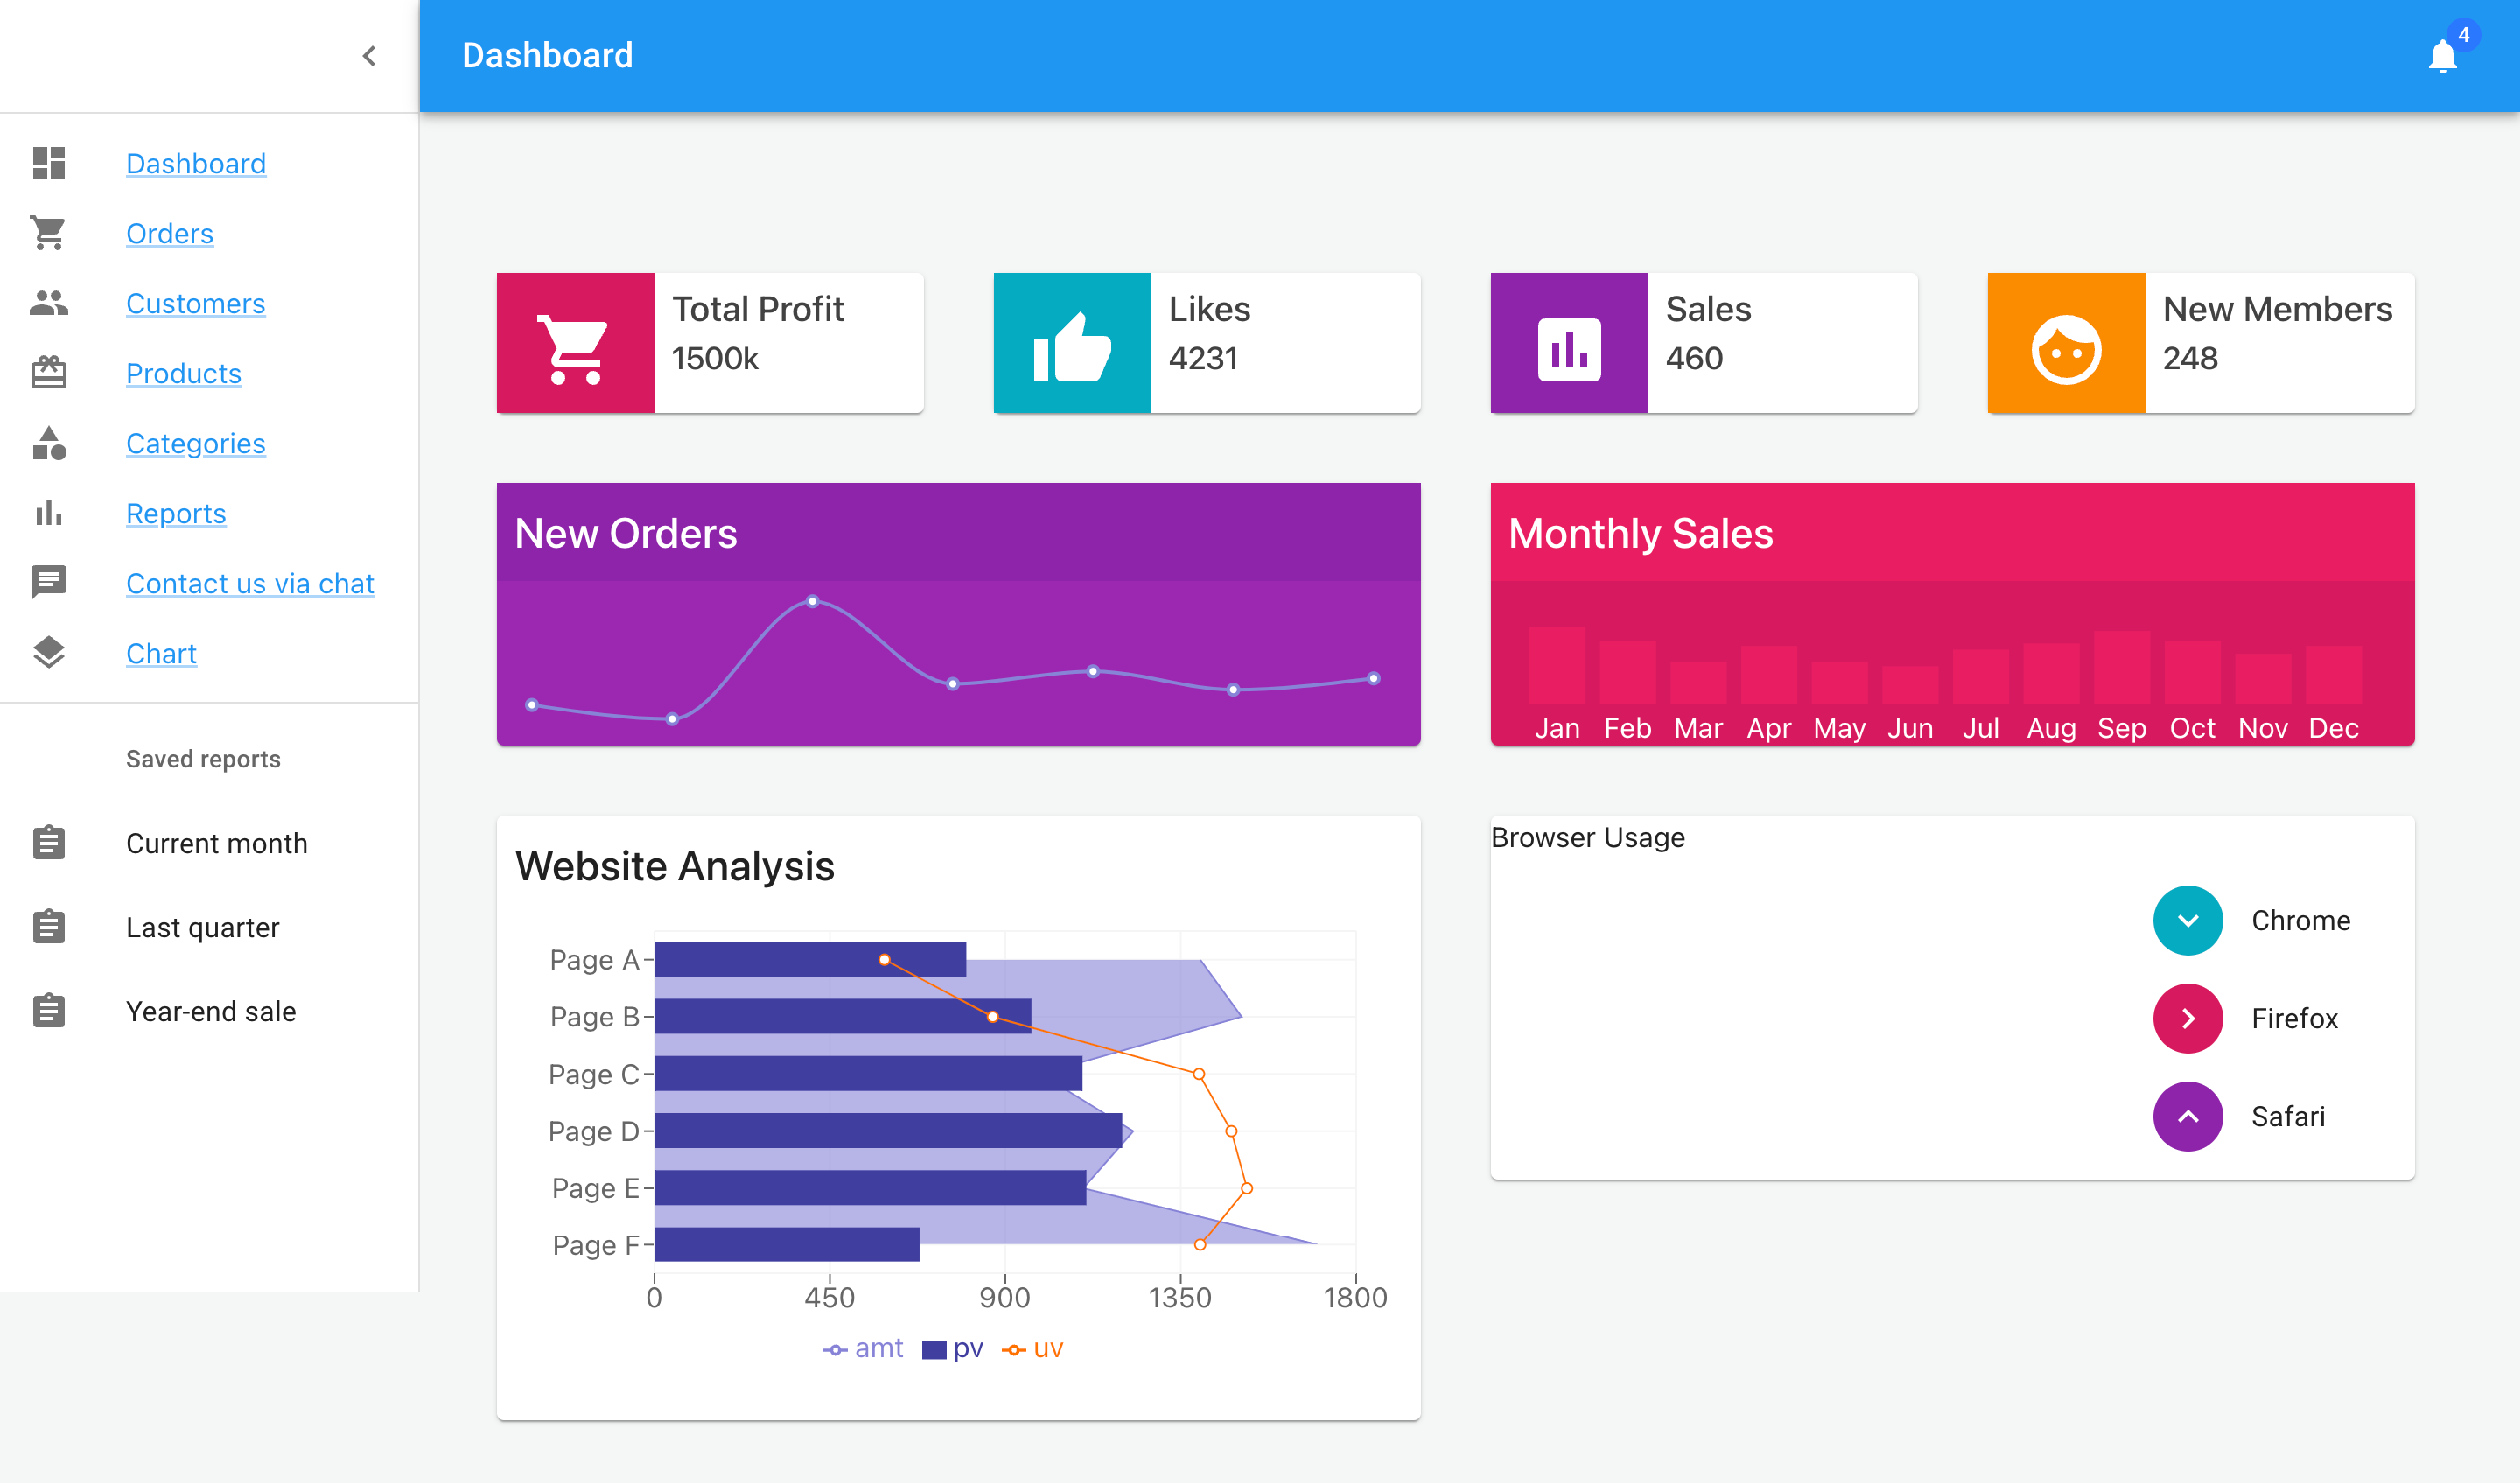 Dashboard
4
Dashboard
Orders
Customers
Products
Categories
Reports
Contact us via chat
Chart
Saved reports
Current month
Last quarter
Year-end sale
Total Profit
1500k
Likes
4231
Sales
460
New Members
248
New Orders
Monthly Sales
Jan Feb Mar Apr May Jun Jul Aug Sep Oct Nov Dec
Website Analysis
Page A
Page B
Page C
Page D
Page E
Page F
0 450 900 1350 1800
amt pv uv
Browser Usage
Chrome
Firefox
Safari